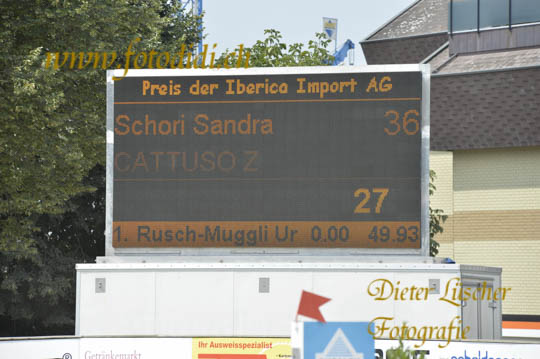 www.fotodidi.ch
Preis der Iberica Import AG
Schori Sandra 36
CATTUSO Z
27
1. Rusch-Muggli Ur 0.00 49.93
Dieter Lüscher
Fotografie
Getränkemarkt
Ihr Ausweisspezialist